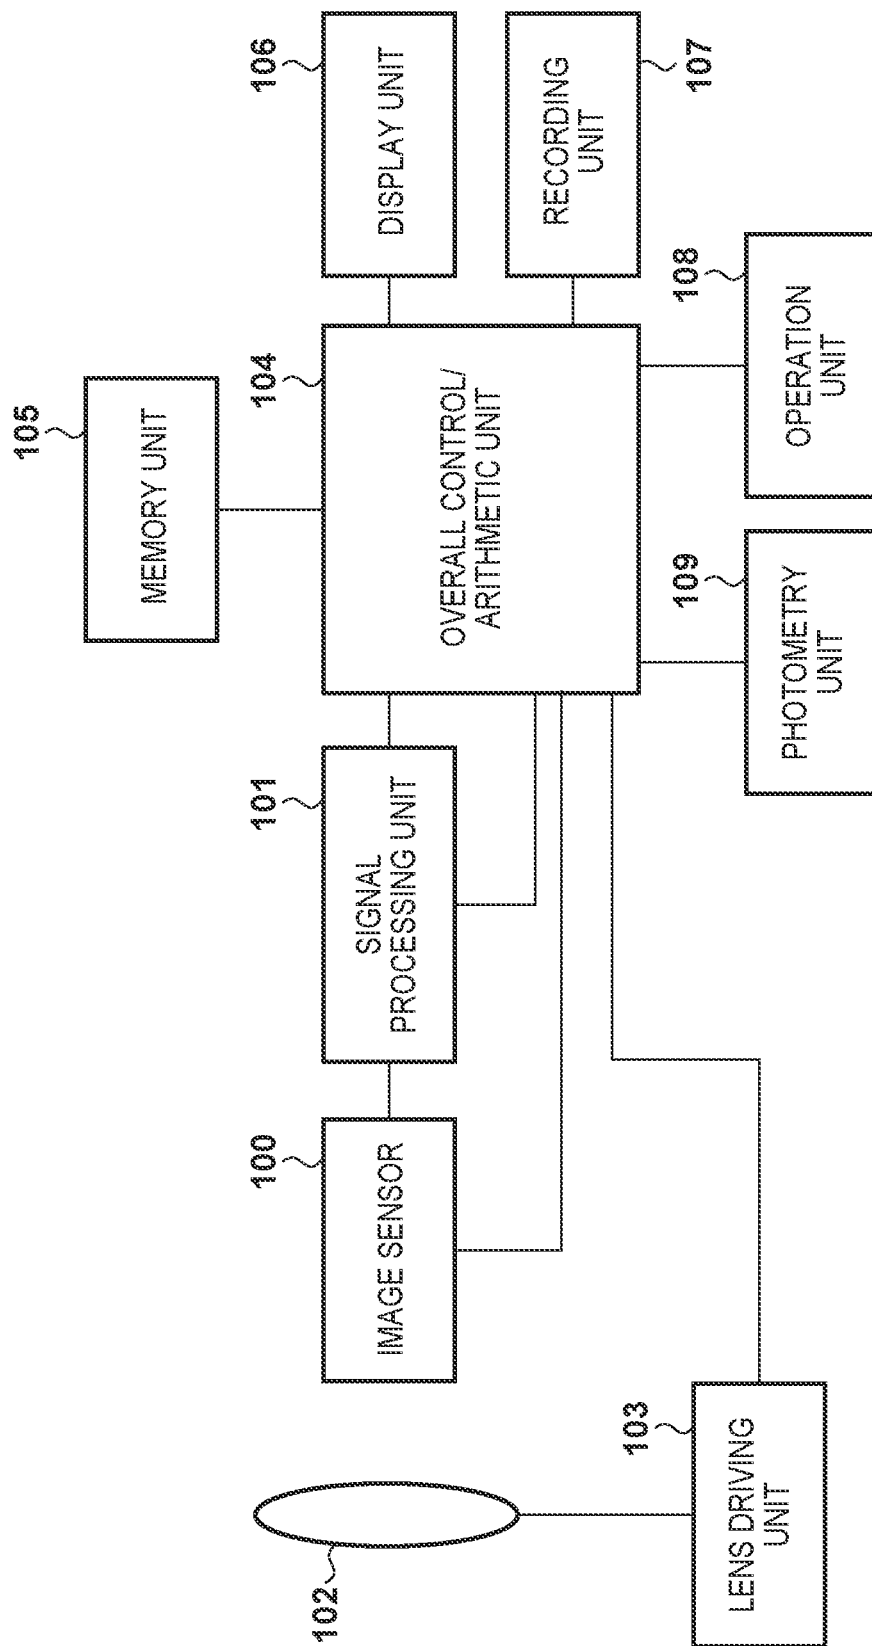 105
MEMORY UNIT
100
IMAGE SENSOR
101
SIGNAL
PROCESSING UNIT
104
OVERALL CONTROL/
ARITHMETIC UNIT
106
DISPLAY UNIT
107
RECORDING
UNIT
102
103
LENS DRIVING
UNIT
109
PHOTOMETRY
UNIT
108
OPERATION
UNIT